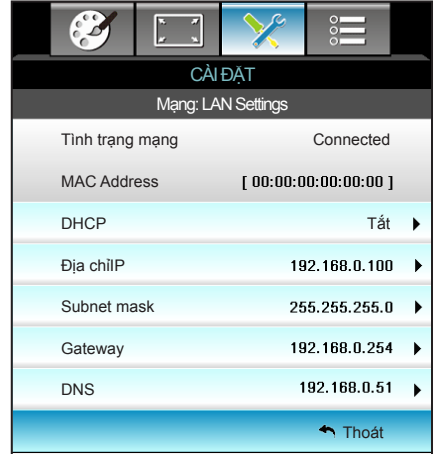 CÀI ĐẶT
Mạng: LAN Settings
Tình trạng mạng Connected
MAC Address [ 00:00:00:00:00:00 ]
DHCP Tắt
Địa chỉIP 192.168.0.100
Subnet mask 255.255.255.0
Gateway 192.168.0.254
DNS 192.168.0.51
Thoát